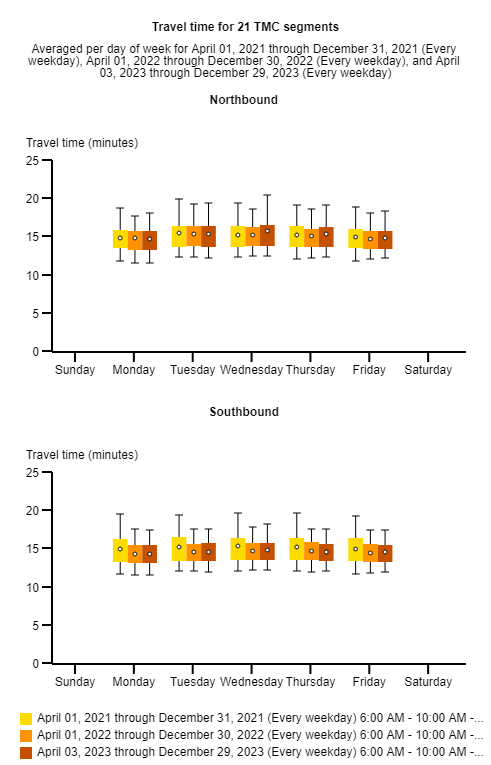 Travel time for 21 TMC segments
Averaged per day of week for April 01, 2021 through December 31, 2021 (Every
weekday), April 01, 2022 through December 30, 2022 (Every weekday), and April
03, 2023 through December 29, 2023 (Every weekday)
Northbound
Travel time (minutes)
25
20
15
10
5
0
Sunday Monday Tuesday Wednesday Thursday Friday Saturday
Southbound
Travel time (minutes)
25
20
15
10
5
0
Sunday Monday Tuesday Wednesday Thursday Friday Saturday
April 01, 2021 through December 31, 2021 (Every weekday) 6:00 AM - 10:00 AM -...
April 01, 2022 through December 30, 2022 (Every weekday) 6:00 AM - 10:00 AM -...
April 03, 2023 through December 29, 2023 (Every weekday) 6:00 AM - 10:00 AM -...